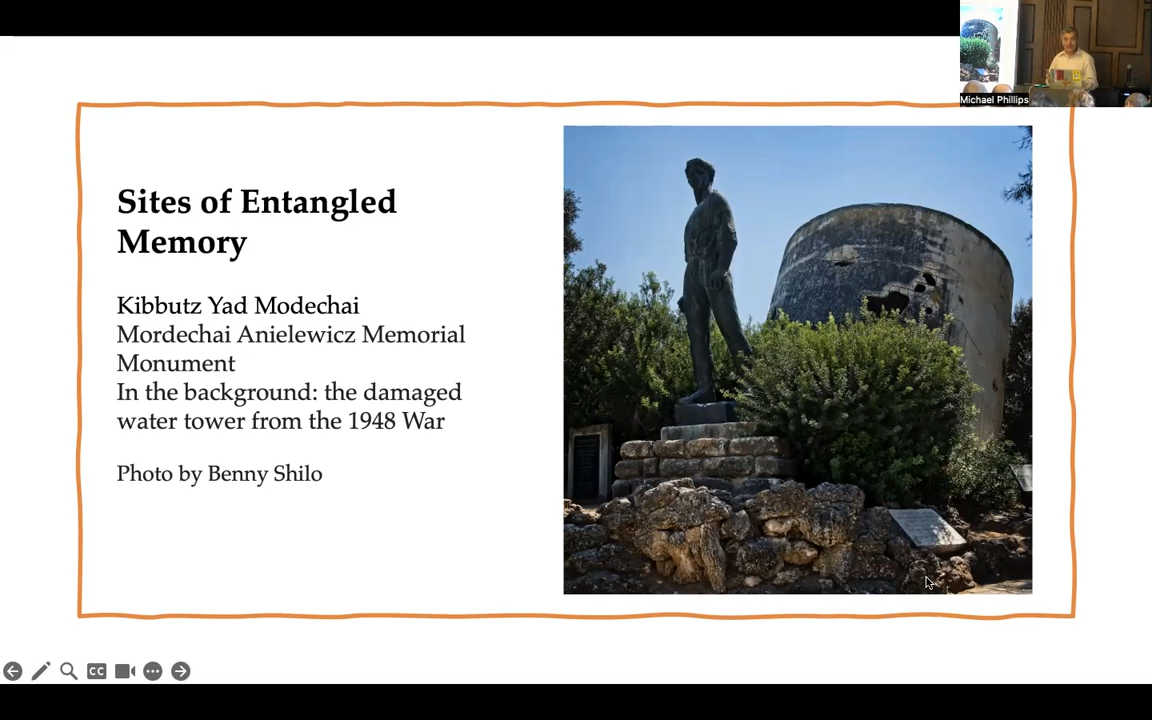 Michael Phillips
Sites of Entangled
Memory
Kibbutz Yad Modechai
Mordechai Anielewicz Memorial
Monument
In the background: the damaged
water tower from the 1948 War
Photo by Benny Shilo
CC